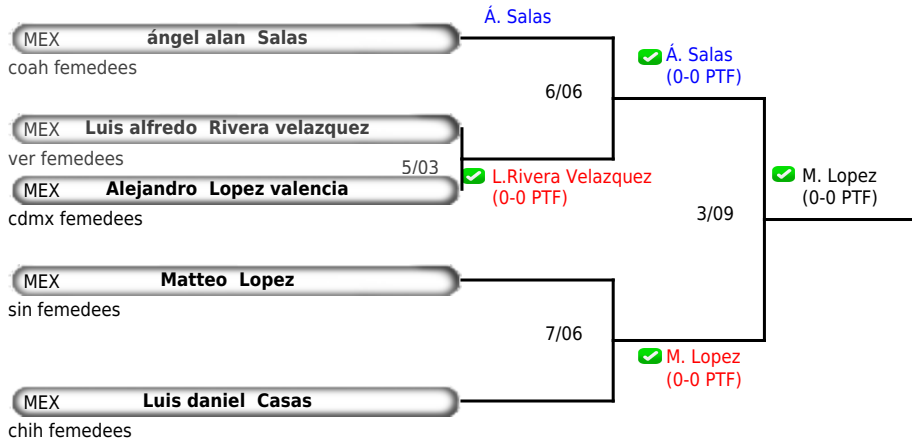 Á. Salas
MEX ángel alan Salas
coah femedees
Á. Salas
(0-0 PTF)
6/06
MEX Luis alfredo Rivera velazquez
ver femedees
5/03
L.Rivera Velazquez
(0-0 PTF)
MEX Alejandro Lopez valencia
cdmx femedees
M. Lopez
(0-0 PTF)
3/09
MEX Matteo Lopez
sin femedees
7/06
M. Lopez
(0-0 PTF)
MEX Luis daniel Casas
chih femedees